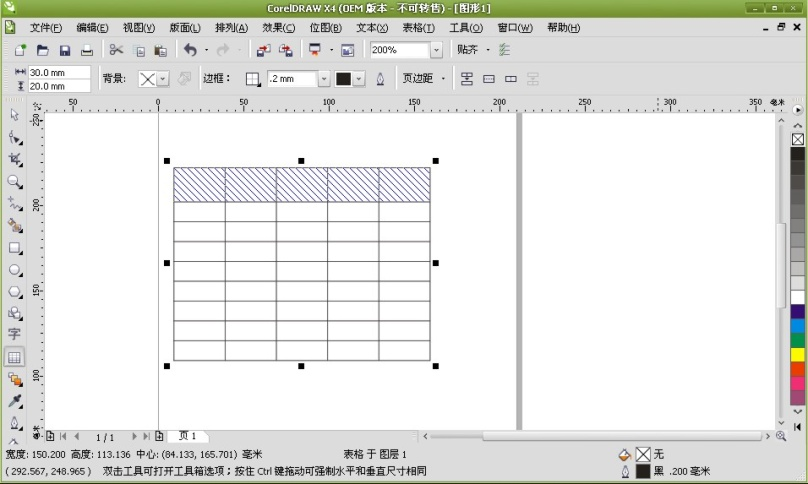 CorelDRAW X4 (OEM 版本 - 不可转售) - [图形1]
文件(F) 编辑(E) 视图(V) 版面(L) 排列(A) 效果(C) 位图(B) 文本(X) 表格(T) 工具(O) 窗口(W) 帮助(H)
200% 贴齐
30.0 mm
20.0 mm
背景: 边框: .2 mm 页边距
50 0 50 100 150 200 250 300 350 毫米
250
200
150
100
字
毫米
1 / 1 页 1
宽度: 150.200 高度: 113.136 中心: (84.133, 165.701) 毫米 表格 于 图层 1 无
( 292.567, 248.965 ) 双击工具可打开工具箱选项；按住 Ctrl 键拖动可强制水平和垂直尺寸相同 黑 .200 毫米